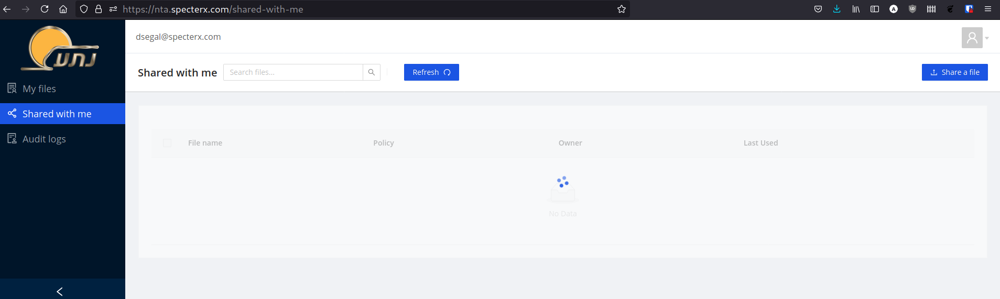 https://nta.specterx.com/shared-with-me
נתע
dsegal@specterx.com
Shared with me
Search files...
Refresh
Share a file
My files
Shared with me
Audit logs
File name Policy Owner Last Used
No Data